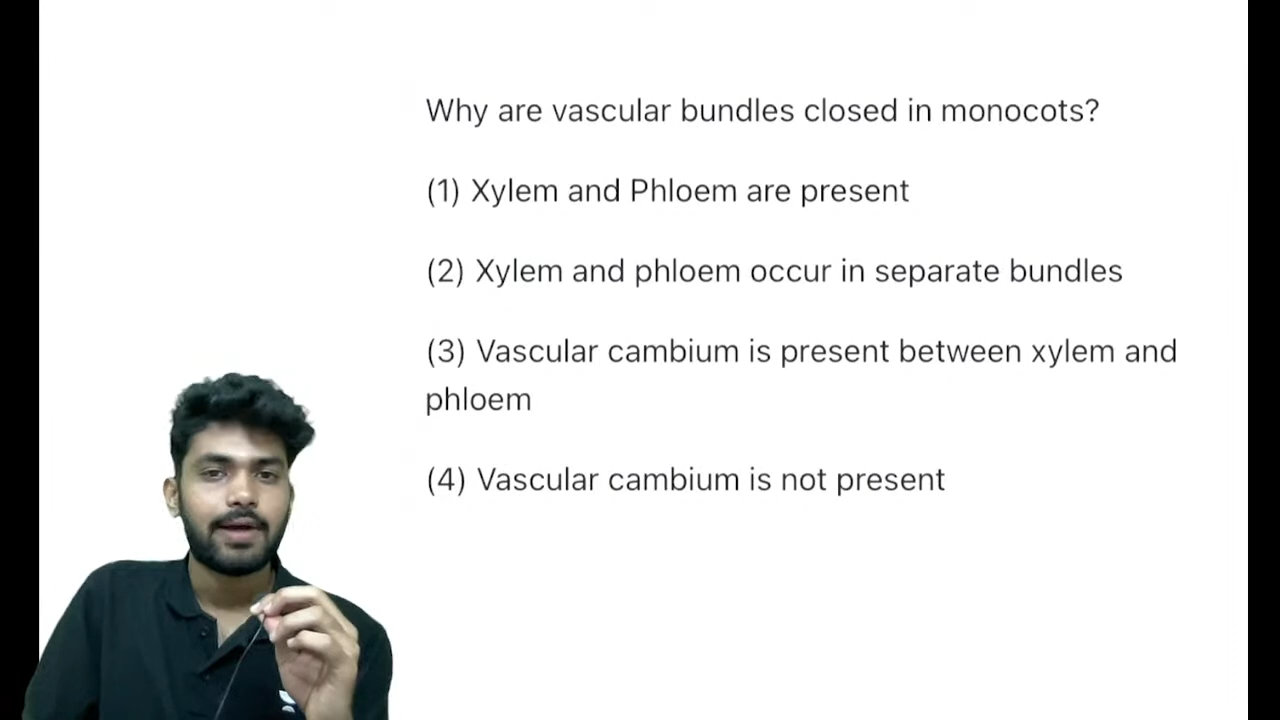 Why are vascular bundles closed in monocots?
(1) Xylem and Phloem are present
(2) Xylem and phloem occur in separate bundles
(3) Vascular cambium is present between xylem and
phloem
(4) Vascular cambium is not present